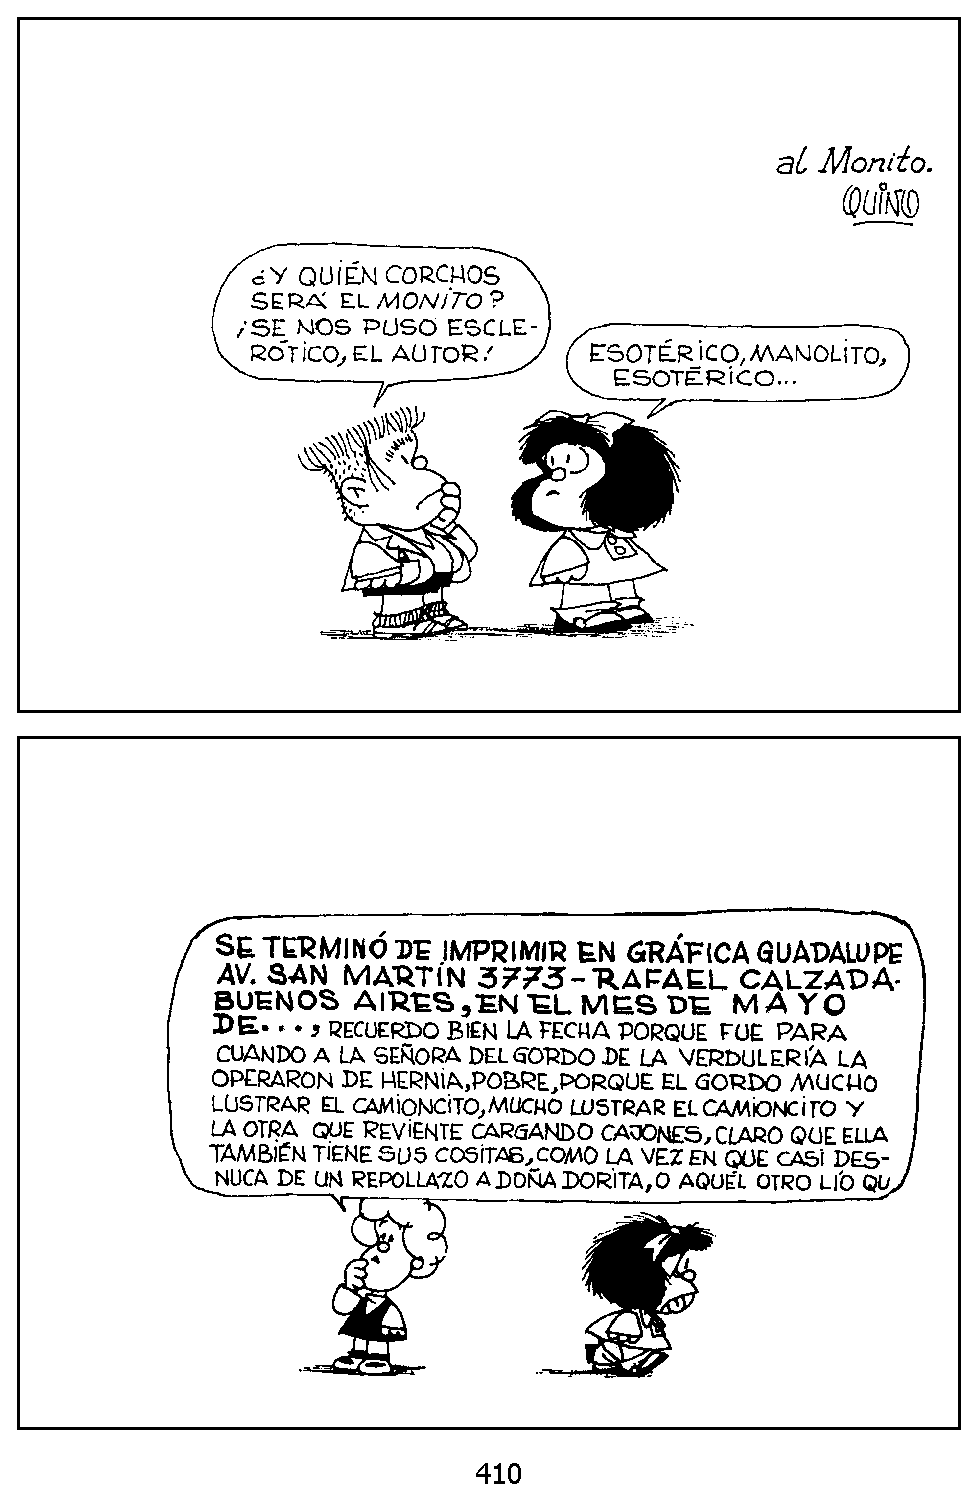 al Monito.
QUINO
¿Y QUIÉN CORCHOS
SERÁ EL MONITO?
¡SE NOS PUSO ESCLE-
RÓTICO, EL AUTOR!
ESOTÉRICO, MANOLITO,
ESOTÉRICO...
SE TERMINÓ DE IMPRIMIR EN GRÁFICA GUADALUPE
AV. SAN MARTÍN 3773 - RAFAEL CALZADA.
BUENOS AIRES, EN EL MES DE MAYO
DE..., RECUERDO BIEN LA FECHA PORQUE FUE PARA
CUANDO A LA SEÑORA DEL GORDO DE LA VERDULERÍA LA
OPERARON DE HERNIA, POBRE, PORQUE EL GORDO MUCHO
LUSTRAR EL CAMIONCITO, MUCHO LUSTRAR EL CAMIONCITO Y
LA OTRA QUE REVIENTE CARGANDO CAJONES, CLARO QUE ELLA
TAMBIÉN TIENE SUS COSITAS, COMO LA VEZ EN QUE CASI DES-
NUCA DE UN REPOLLAZO A DOÑA DORITA, O AQUÉL OTRO LÍO QU
410